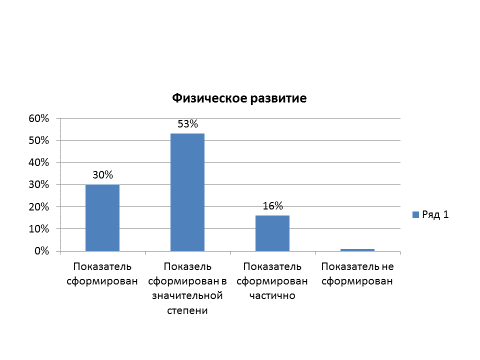 Физическое развитие
60%
50%
40%
30%
20%
10%
0%
30%
53%
16%
Показатель
сформирован
Показель
сформирован в
значительной
степени
Показатель
сформирован
частично
Показатель не
сформирован
Ряд 1